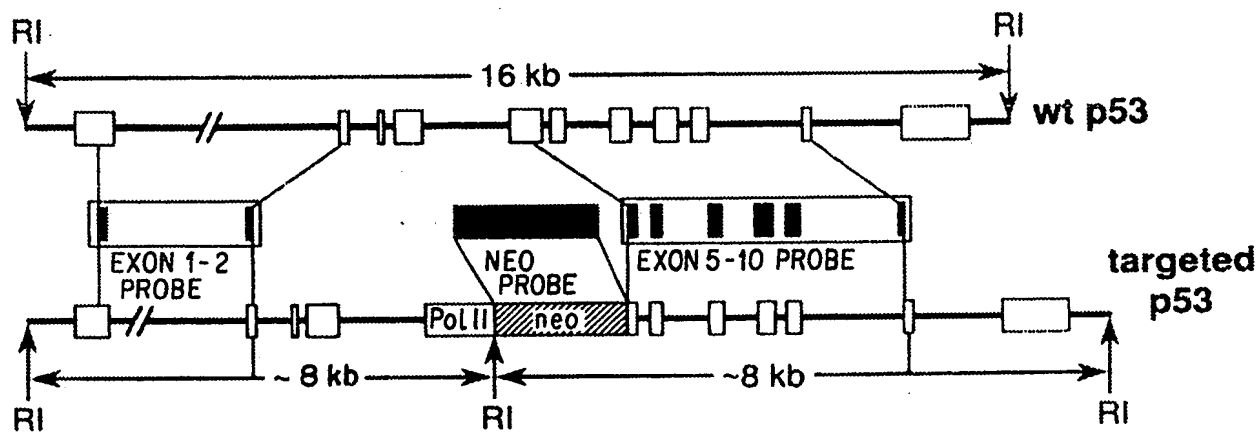 RI
RI
16 kb
wt p53
EXON 1-2
PROBE
NEO
PROBE
EXON 5-10 PROBE
targeted
p53
Pol II
neo
~ 8 kb
~8 kb
RI
RI
RI